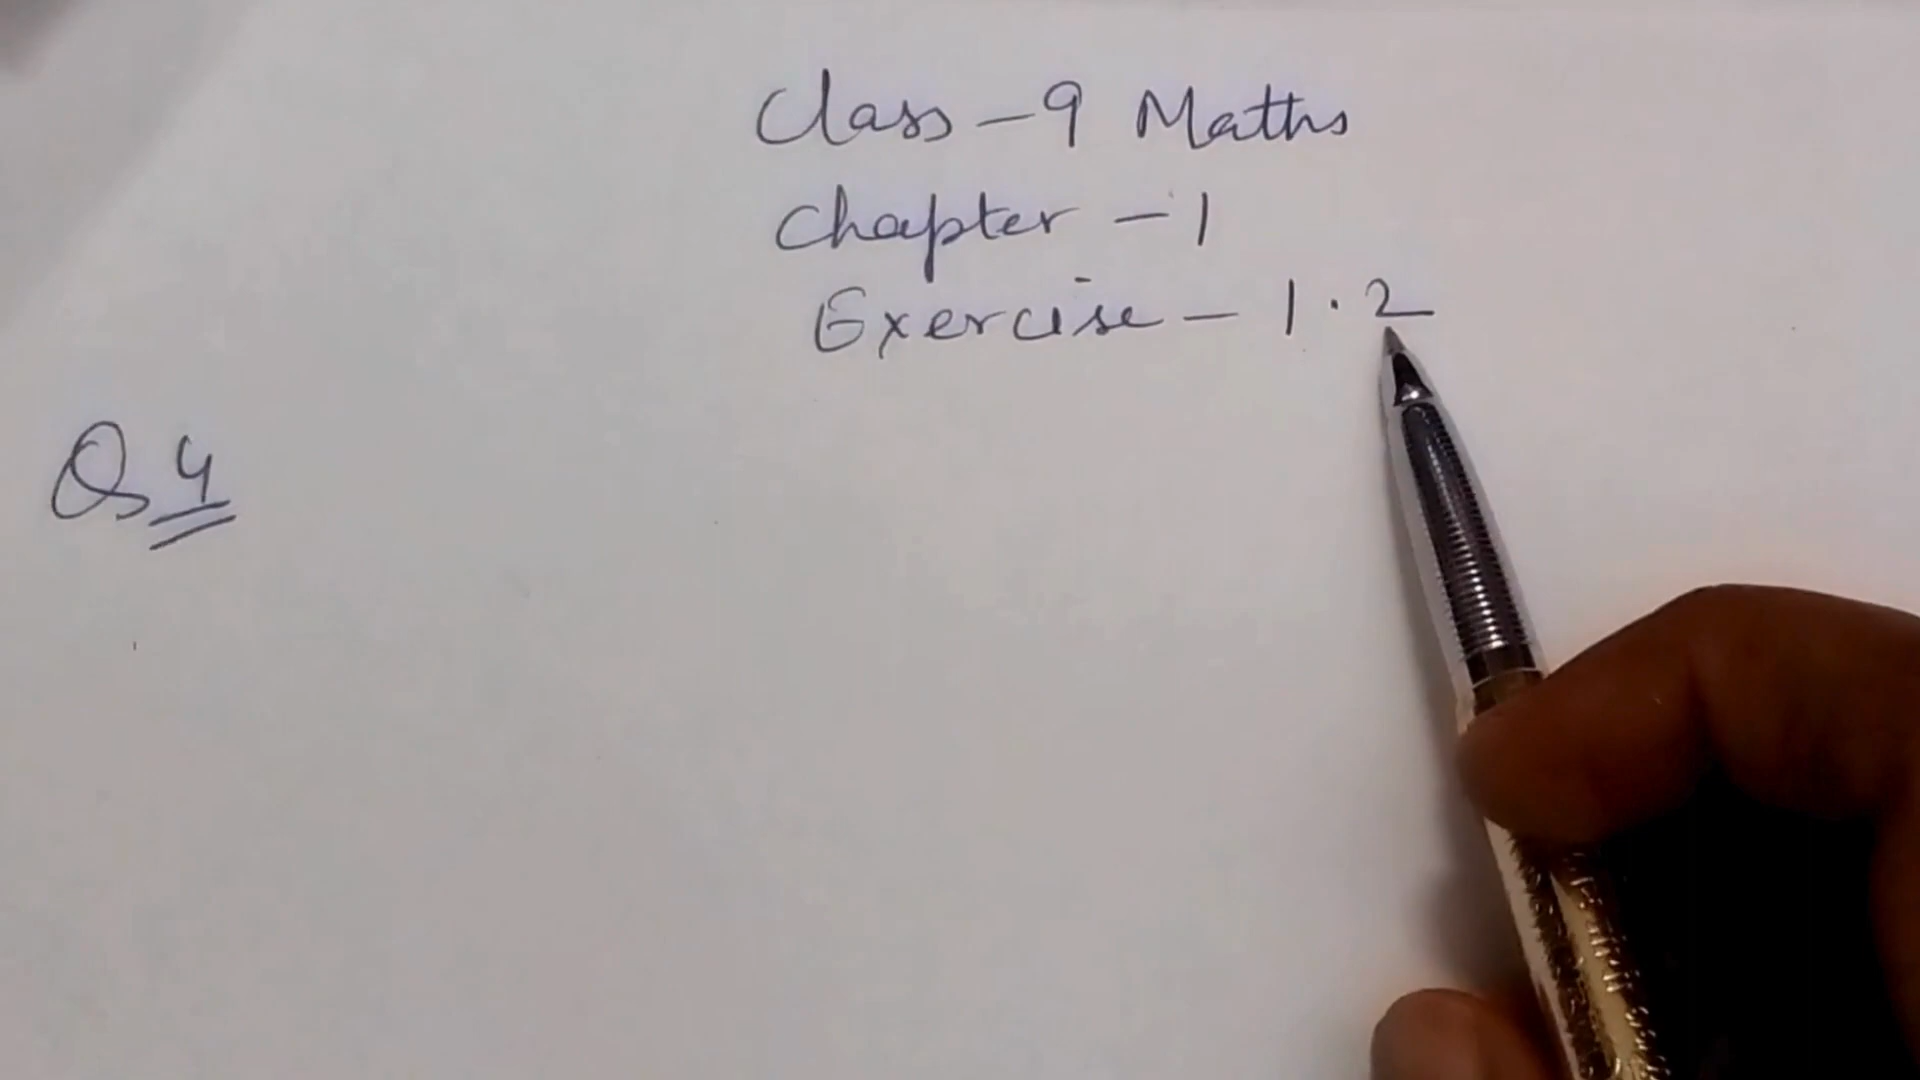 Class - 9 Maths
Chapter - 1
Exercise - 1.2
Q 4